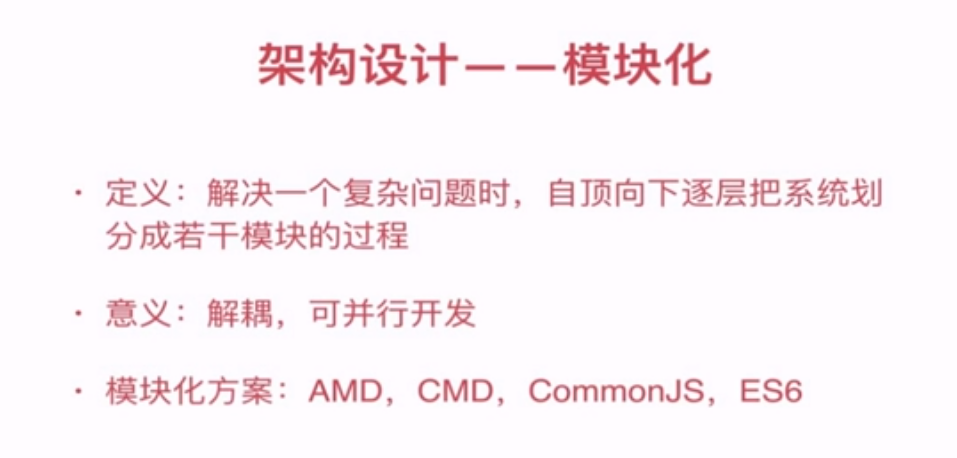 架构设计——模块化
· 定义：解决一个复杂问题时，自顶向下逐层把系统划
分成若干模块的过程
· 意义：解耦，可并行开发
· 模块化方案：AMD，CMD，CommonJS，ES6